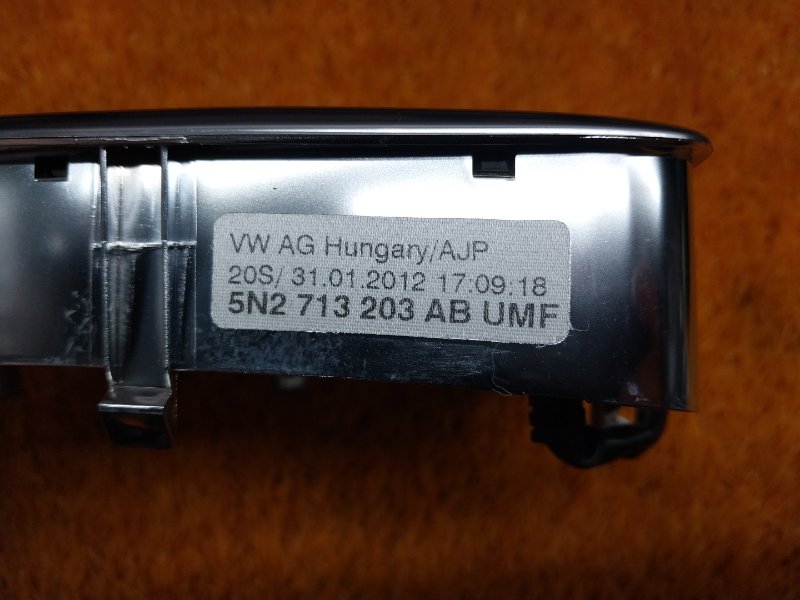 VW AG Hungary/AJP
20S/ 31.01.2012 17:09:18
5N2 713 203 AB UMF